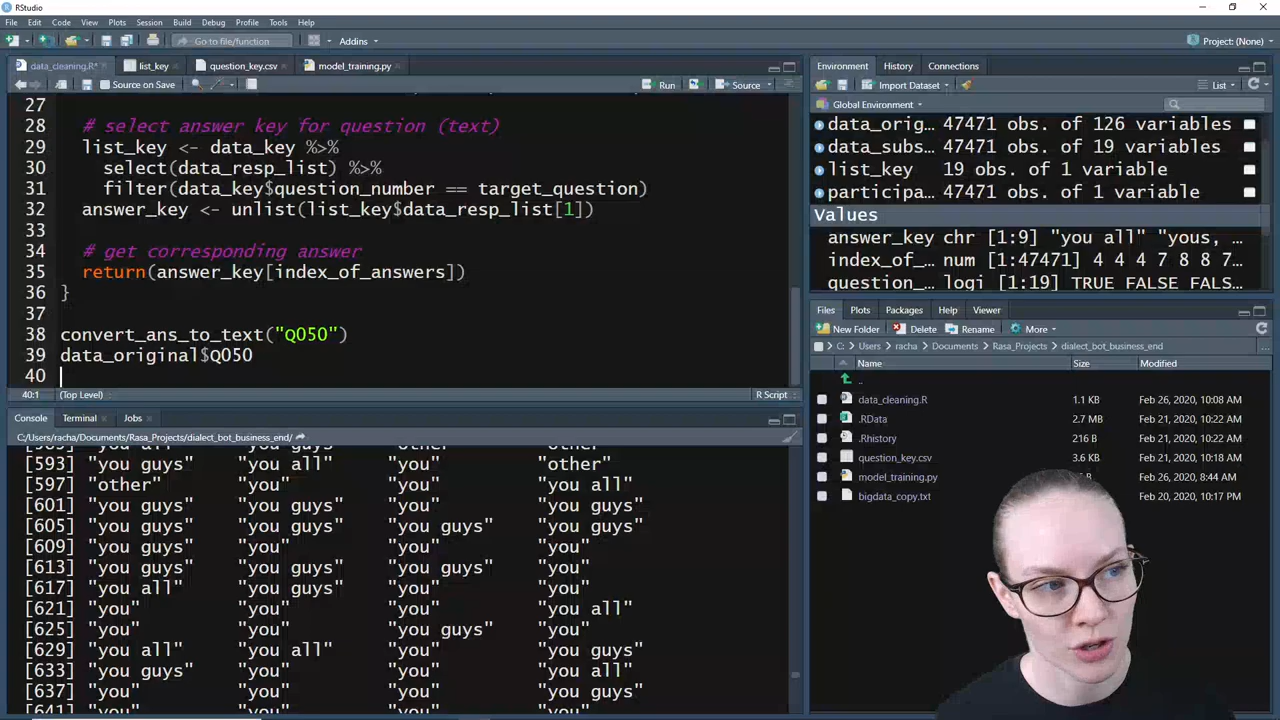 RStudio
File Edit Code View Plots Session Build Debug Profile Tools Help
Go to file/function Addins Project: (None)
data_cleaning.R* list_key question_key.csv model_training.py
Source on Save Run Source
27
28 # select answer key for question (text)
29 list_key <- data_key %>%
30 select(data_resp_list) %>%
31 filter(data_key$question_number == target_question)
32 answer_key <- unlist(list_key$data_resp_list[1])
33
34 # get corresponding answer
35 return(answer_key[index_of_answers])
36 }
37
38 convert_ans_to_text("Q050")
39 data_original$Q050
40
40:1 (Top Level) R Script
Console Terminal Jobs
C:/Users/racha/Documents/Rasa_Projects/dialect_bot_business_end/
[593] "you guys" "you all" "you" "other"
[597] "other" "you" "you" "you all"
[601] "you guys" "you guys" "you" "you guys"
[605] "you guys" "you guys" "you guys" "you guys"
[609] "you guys" "you" "you" "you"
[613] "you guys" "you guys" "you guys" "you"
[617] "you all" "you guys" "you" "you"
[621] "you" "you" "you" "you all"
[625] "you" "you" "you guys" "you"
[629] "you all" "you all" "you" "you guys"
[633] "you guys" "you" "you" "you all"
[637] "you" "you" "you" "you guys"
[641] "you" "you" "you" "you"
Environment History Connections
Import Dataset List
Global Environment
data_orig… 47471 obs. of 126 variables
data_subs… 47471 obs. of 19 variables
list_key 19 obs. of 1 variable
participa… 47471 obs. of 1 variable
Values
answer_key chr [1:9] "you all" "yous, …
index_of_… num [1:47471] 4 4 4 7 8 8 7…
question_… logi [1:19] TRUE FALSE FALS…
Files Plots Packages Help Viewer
New Folder Delete Rename More
C: Users racha Documents Rasa_Projects dialect_bot_business_end ...
Name Size Modified
..
data_cleaning.R 1.1 KB Feb 26, 2020, 10:08 AM
.RData 2.7 MB Feb 26, 2020, 10:22 AM
.Rhistory 216 B Feb 26, 2020, 10:22 AM
question_key.csv 3.6 KB Feb 26, 2020, 10:18 AM
model_training.py B Feb 26, 2020, 8:44 AM
bigdata_copy.txt Feb 20, 2020, 10:17 PM